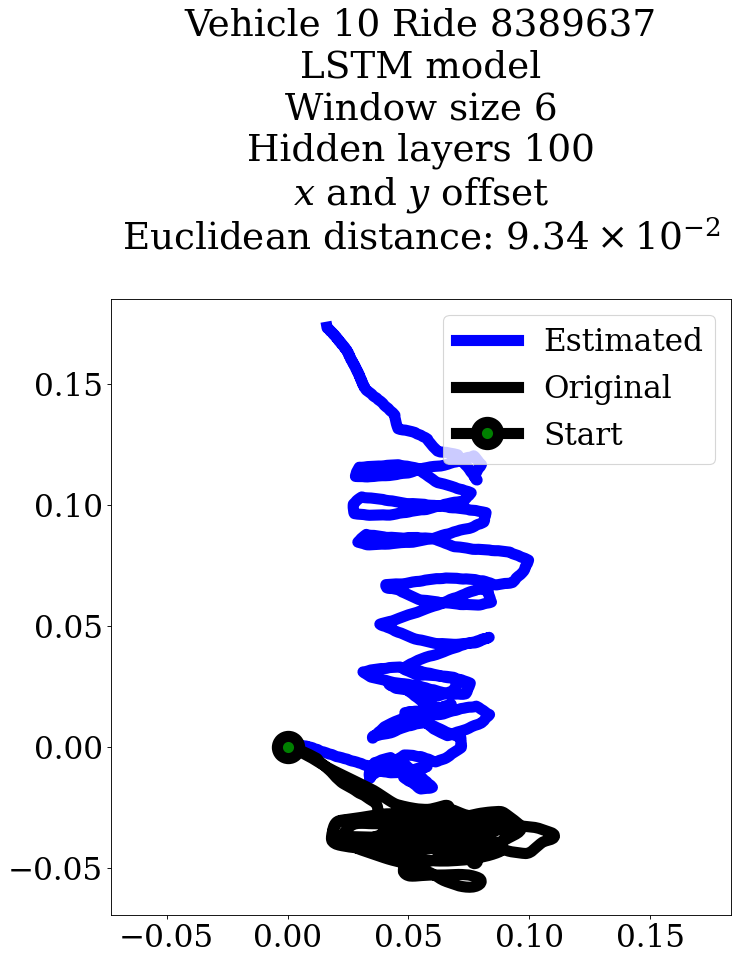 Vehicle 10 Ride 8389637
LSTM model
Window size 6
Hidden layers 100
x and y offset
Euclidean distance: 9.34 × 10⁻²
Estimated
Original
Start
0.15
0.10
0.05
0.00
−0.05
−0.05 0.00 0.05 0.10 0.15